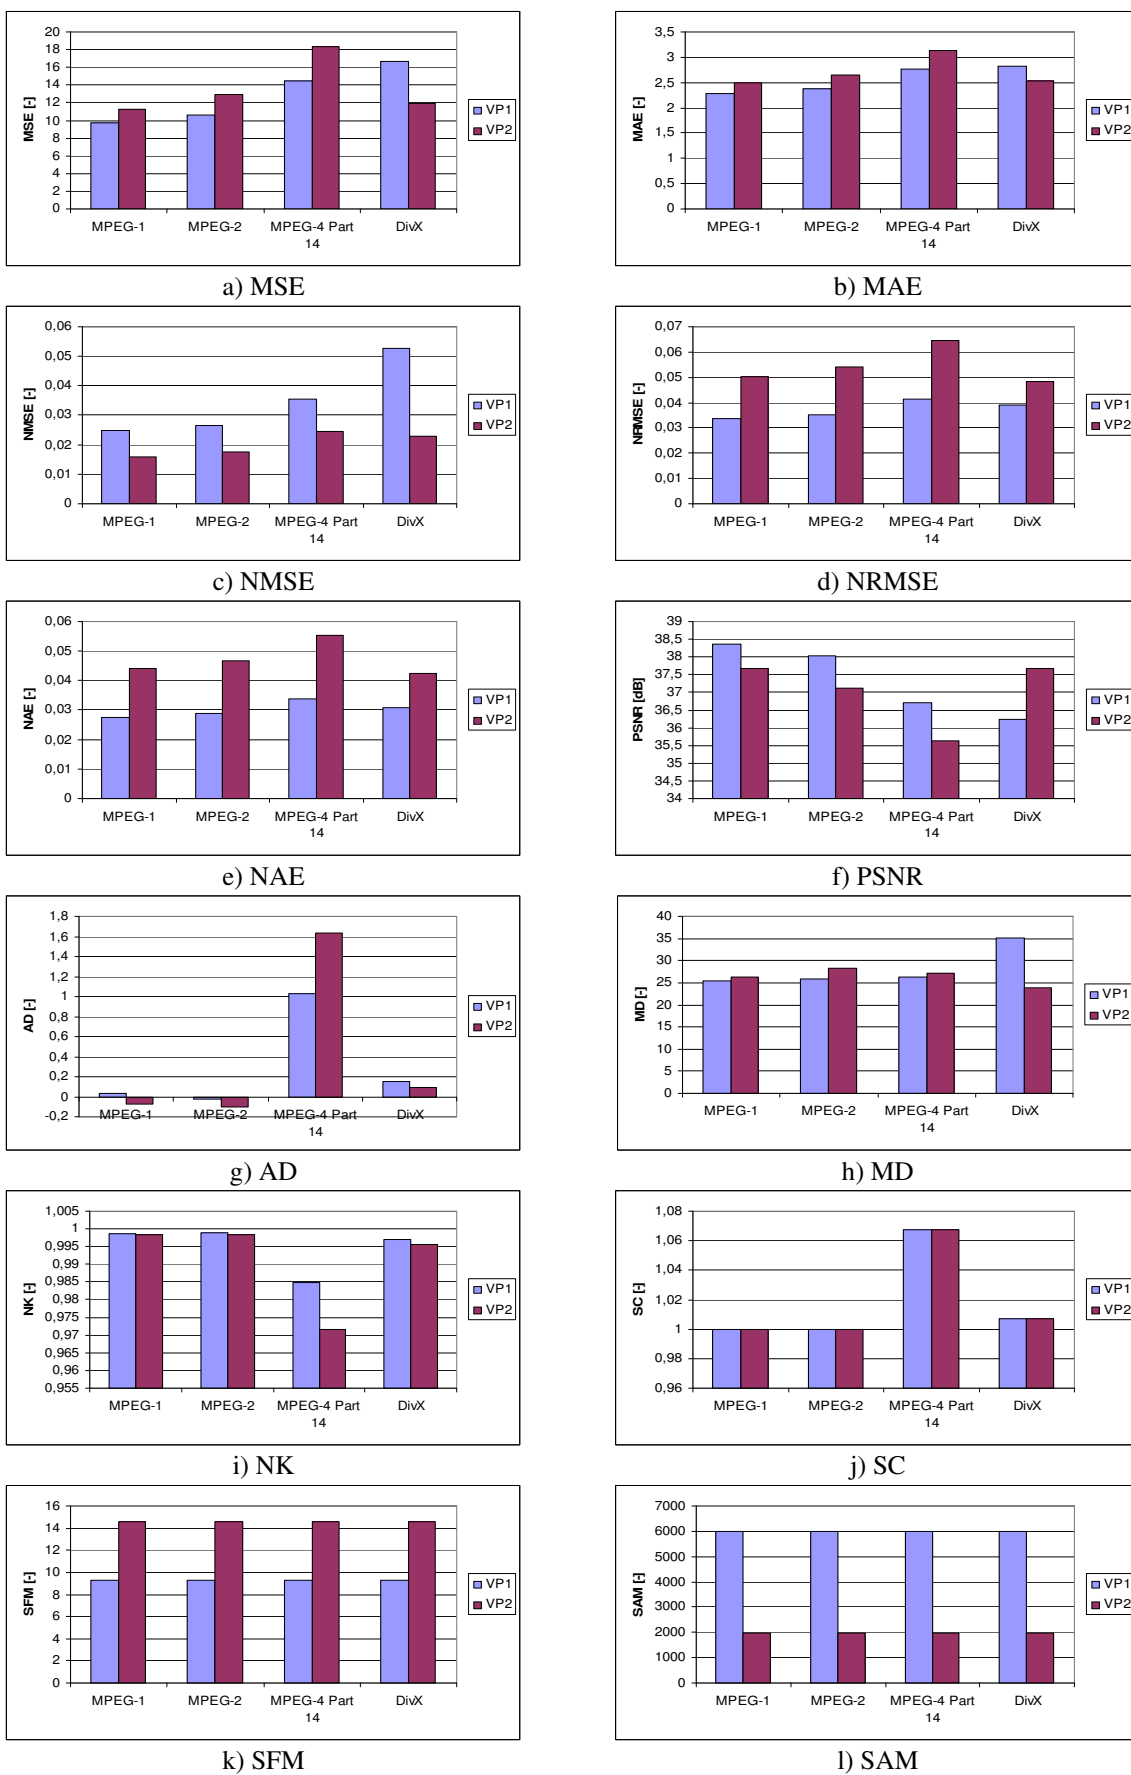 20
18
16
14
12
10
8
6
4
2
0
MSE [-]
MPEG-1 MPEG-2 MPEG-4 Part 14 DivX
VP1
VP2
a) MSE
3,5
3
2,5
2
1,5
1
0,5
0
MAE [-]
MPEG-1 MPEG-2 MPEG-4 Part 14 DivX
VP1
VP2
b) MAE
0,06
0,05
0,04
0,03
0,02
0,01
0
NMSE [-]
MPEG-1 MPEG-2 MPEG-4 Part 14 DivX
VP1
VP2
c) NMSE
0,07
0,06
0,05
0,04
0,03
0,02
0,01
0
NRMSE [-]
MPEG-1 MPEG-2 MPEG-4 Part 14 DivX
VP1
VP2
d) NRMSE
0,06
0,05
0,04
0,03
0,02
0,01
0
NAE [-]
MPEG-1 MPEG-2 MPEG-4 Part 14 DivX
VP1
VP2
e) NAE
39
38,5
38
37,5
37
36,5
36
35,5
35
34,5
34
PSNR [dB]
MPEG-1 MPEG-2 MPEG-4 Part 14 DivX
VP1
VP2
f) PSNR
1,8
1,6
1,4
1,2
1
0,8
0,6
0,4
0,2
0
-0,2
AD [-]
MPEG-1 MPEG-2 MPEG-4 Part 14 DivX
VP1
VP2
g) AD
40
35
30
25
20
15
10
5
0
MD [-]
MPEG-1 MPEG-2 MPEG-4 Part 14 DivX
VP1
VP2
h) MD
1,005
1
0,995
0,99
0,985
0,98
0,975
0,97
0,965
0,96
0,955
NK [-]
MPEG-1 MPEG-2 MPEG-4 Part 14 DivX
VP1
VP2
i) NK
1,08
1,06
1,04
1,02
1
0,98
0,96
SC [-]
MPEG-1 MPEG-2 MPEG-4 Part 14 DivX
VP1
VP2
j) SC
16
14
12
10
8
6
4
2
0
SFM [-]
MPEG-1 MPEG-2 MPEG-4 Part 14 DivX
VP1
VP2
k) SFM
7000
6000
5000
4000
3000
2000
1000
0
SAM [-]
MPEG-1 MPEG-2 MPEG-4 Part 14 DivX
VP1
VP2
l) SAM